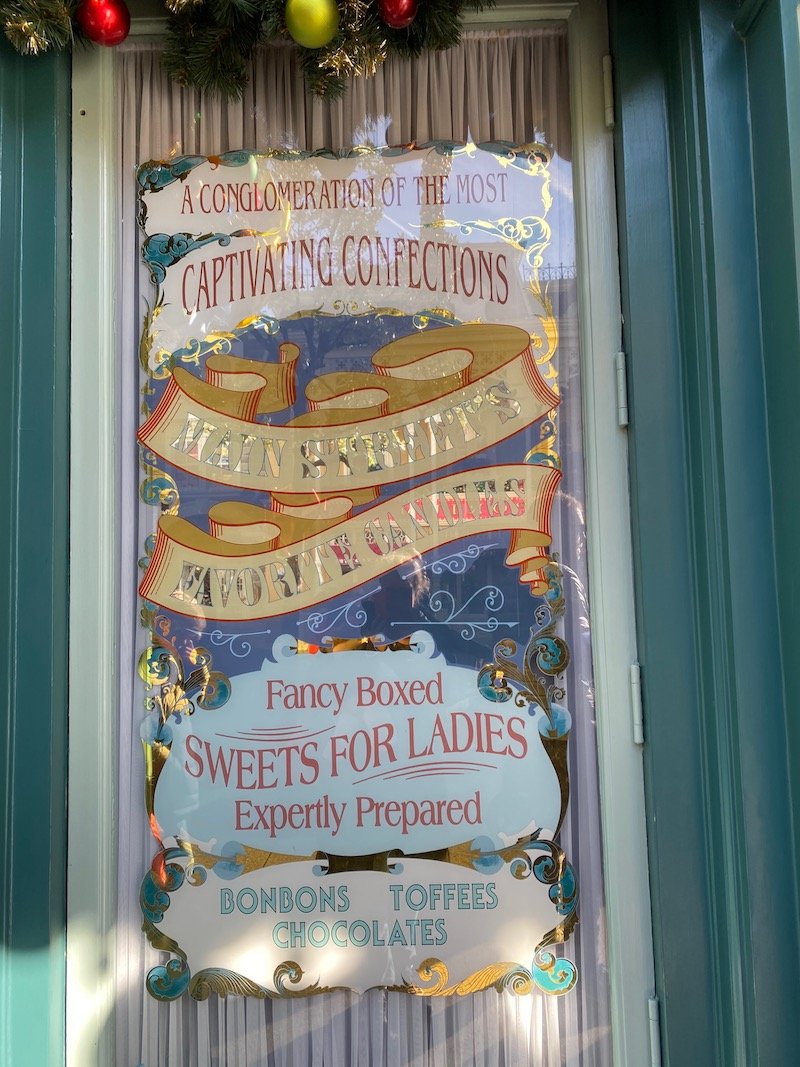 A CONGLOMERATION OF THE MOST
CAPTIVATING CONFECTIONS
MAIN STREET'S
FAVORITE CANDIES
Fancy Boxed
SWEETS FOR LADIES
Expertly Prepared
BONBONS TOFFEES
CHOCOLATES